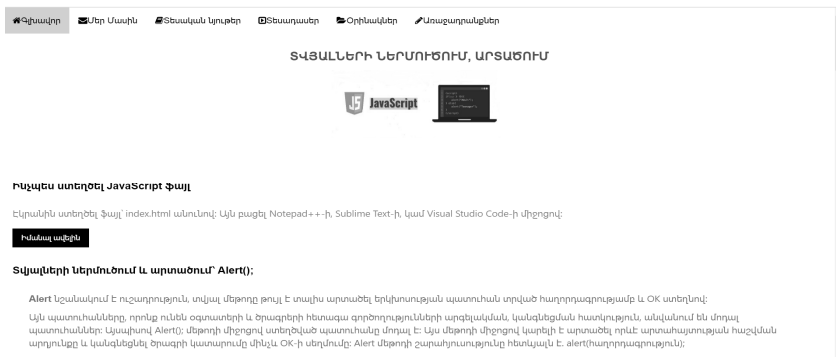 Գլխավոր Մեր Մասին Տեսական նյութեր Տեսադասեր Օրինակներ Առաջադրանքներ
ՏՎՅԱԼՆԵՐԻ ՆԵՐՄՈՒԾՈՒՄ, ԱՐՏԱԾՈՒՄ
JS JavaScript
Ինչպես ստեղծել JavaScript ֆայլ
Էկրանին ստեղծել ֆայլ՝ index.html անունով: Այն բացել Notepad++-ի, Sublime Text-ի, կամ Visual Studio Code-ի միջոցով:
Իմանալ ավելին
Տվյալների ներմուծում և արտածում՝ Alert();
Alert նշանակում է ուշադրություն, տվյալ մեթոդը թույլ է տալիս արտածել երկխոսության պատուհան տրված հաղորդագրությամբ և OK ստեղնով:
Այն պատուհանները, որոնք ունեն օգտատերի և ծրագրերի հետագա գործողությունների արգելակման, կանգնեցման հատկություն, անվանում են մոդալ
պատուհաններ: Այսպիսով Alert(); մեթոդի միջոցով ստեղծված պատուհանը մոդալ է: Այս մեթոդի միջոցով կարելի է արտածել որևէ արտահայտության հաշվման
արդյունքը և կանգնեցնել ծրագրի կատարումը մինչև OK-ի սեղմումը: Alert մեթոդի շարահյուսությունը հետևյալն է. alert(հաղորդագրություն);